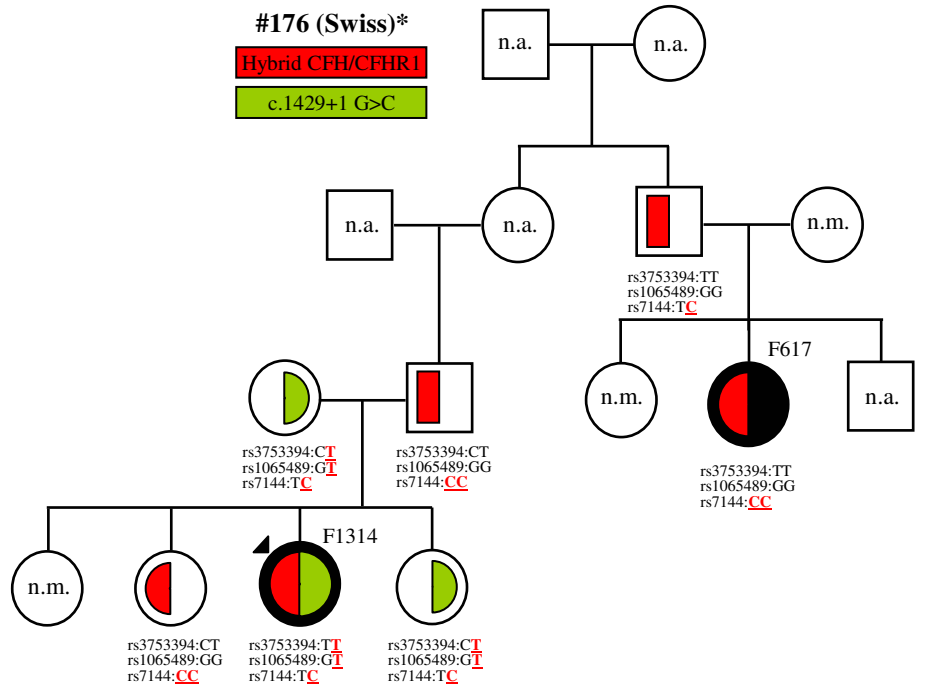 #176 (Swiss)*
Hybrid CFH/CFHR1
c.1429+1 G>C
n.a.
n.a.
n.a.
n.a.
n.m.
rs3753394:TT
rs1065489:GG
rs7144:TC
F617
n.m.
n.a.
rs3753394:CT
rs1065489:GT
rs7144:TC
rs3753394:CT
rs1065489:GG
rs7144:CC
rs3753394:TT
rs1065489:GG
rs7144:CC
F1314
n.m.
rs3753394:CT
rs1065489:GG
rs7144:CC
rs3753394:TT
rs1065489:GT
rs7144:TC
rs3753394:CT
rs1065489:GT
rs7144:TC